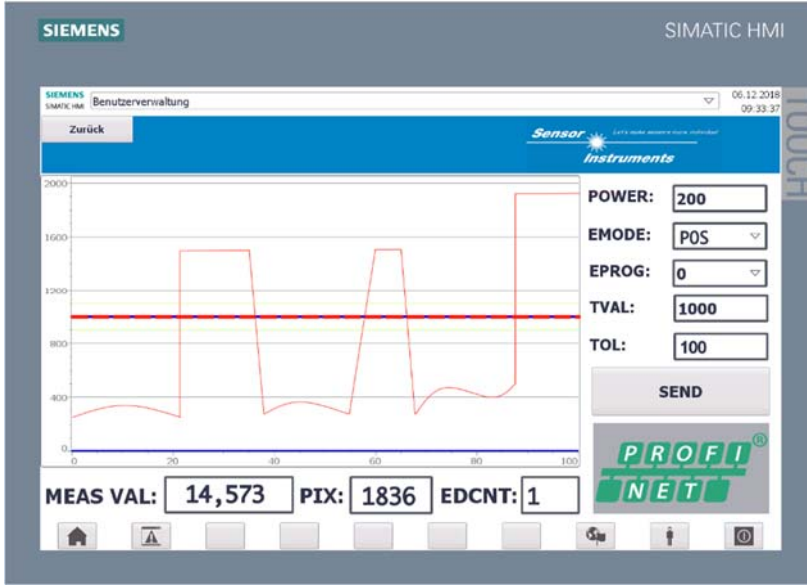 SIEMENS
SIMATIC HMI
TOUCH
SIEMENS
SIMATIC HMI
Benutzerverwaltung
06.12.2018
09:33:37
Zurück
Sensor
Instruments
2000
1600
1200
800
400
0
0 20 40 60 80 100
POWER: 200
EMODE: POS
EPROG: 0
TVAL: 1000
TOL: 100
SEND
PROFI
NET
®
MEAS VAL: 14,573 PIX: 1836 EDCNT: 1